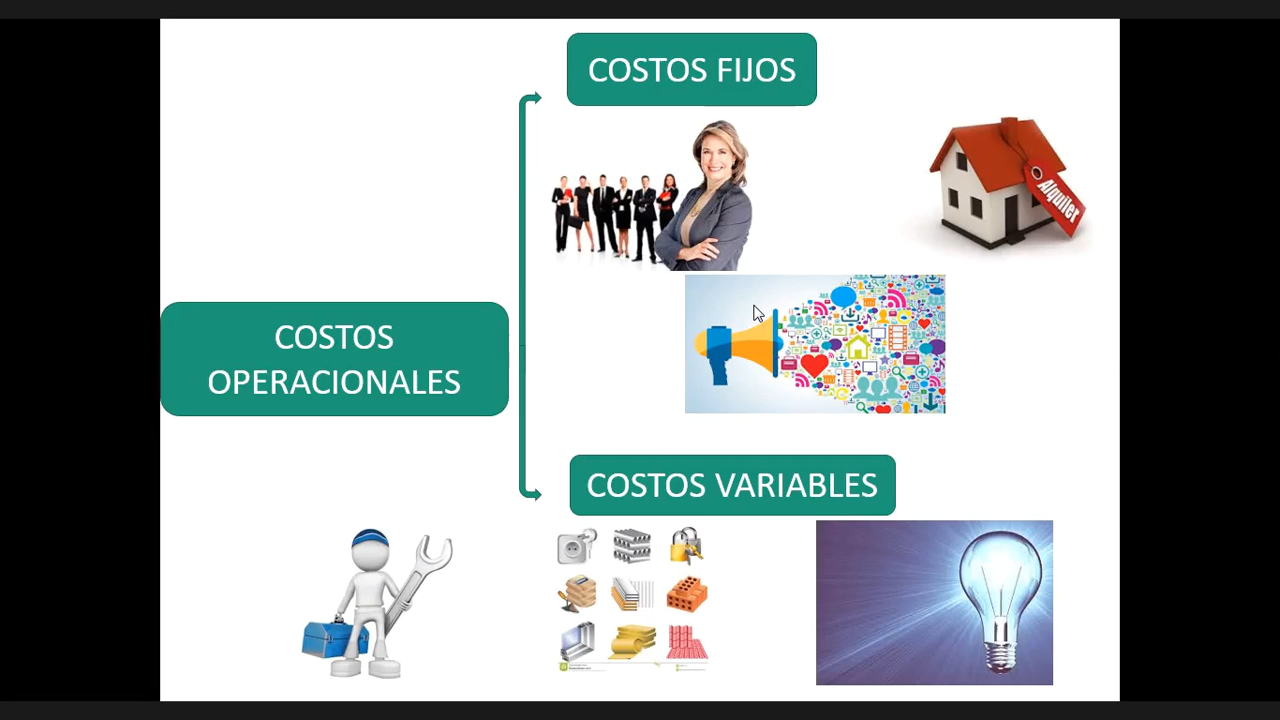 COSTOS FIJOS
Alquiler
COSTOS
OPERACIONALES
COSTOS VARIABLES